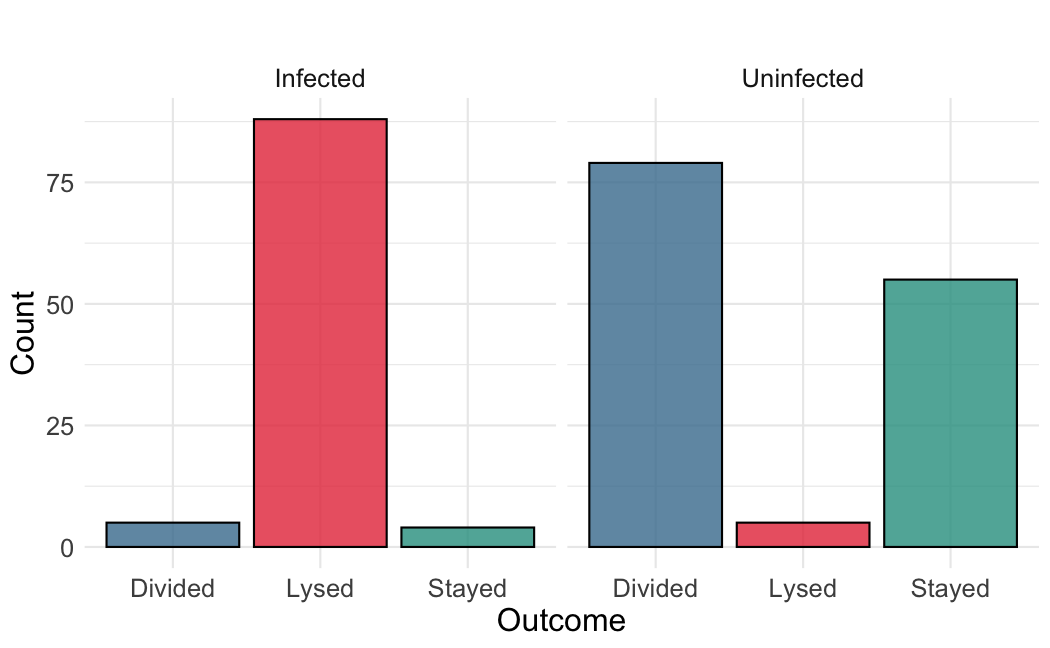 Infected Uninfected
Count
75
50
25
0
Divided Lysed Stayed Divided Lysed Stayed
Outcome